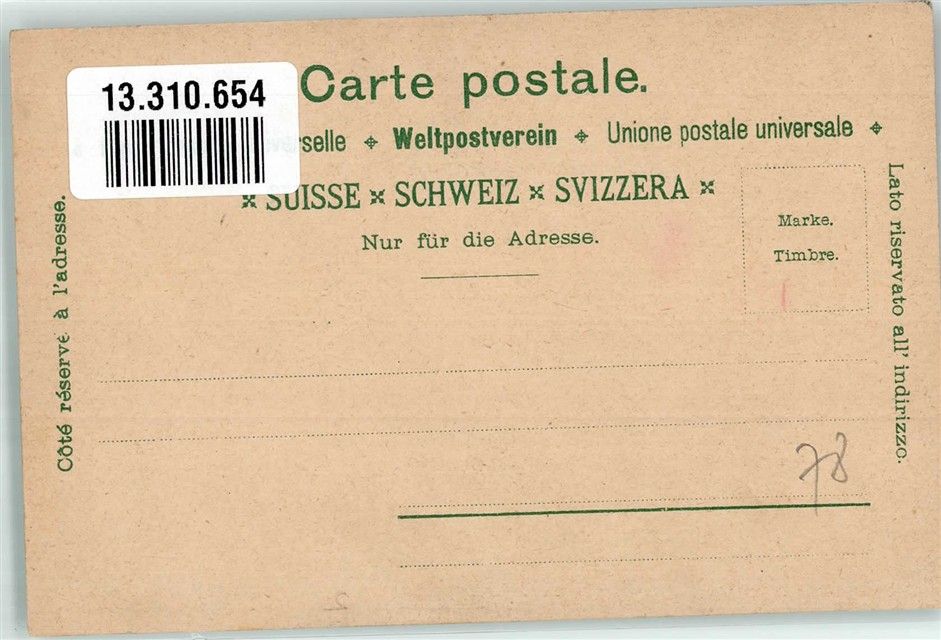 13.310.654
Carte postale.
rselle ⌖ Weltpostverein ⌖ Unione postale universale ⌖
SUISSE × SCHWEIZ × SVIZZERA ×
Nur für die Adresse.
Marke.
Timbre.
Côté réservé à l'adresse.
Lato riservato all' indirizzo.
78